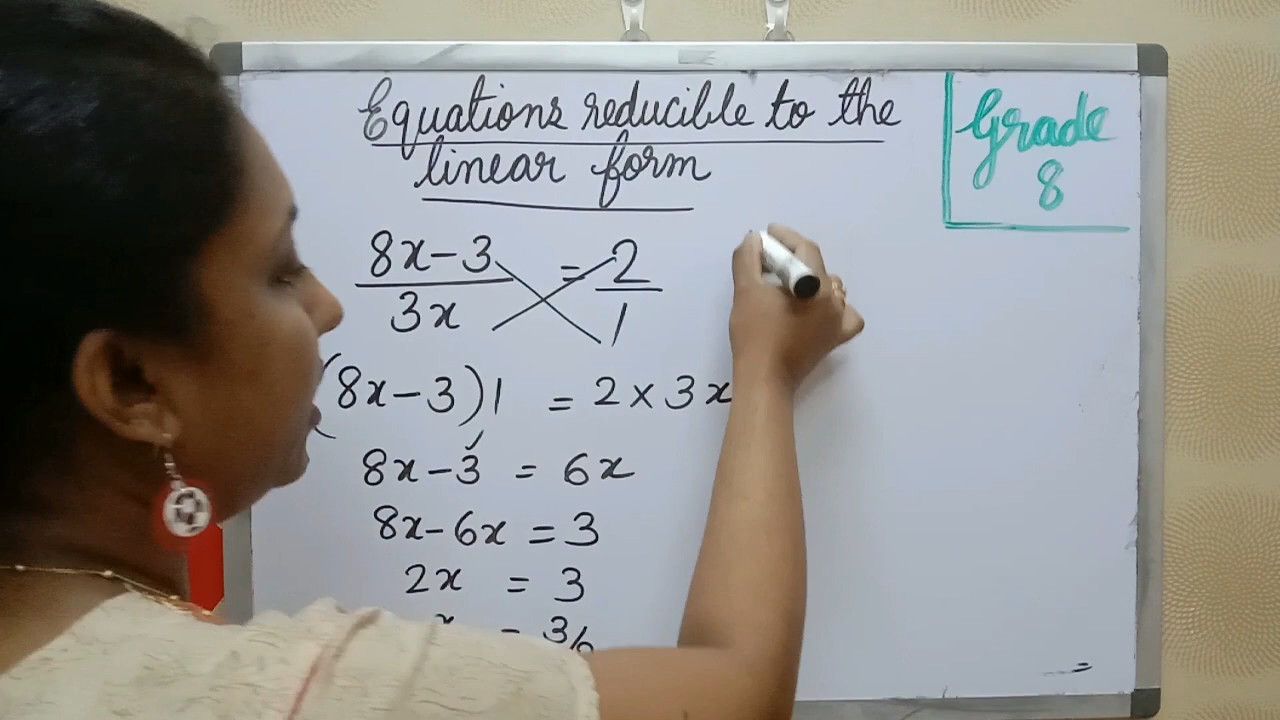 Equations reducible to the
linear form
Grade
8
8x-3 = 2
3x 1
(8x-3)1 = 2×3x
8x-3 = 6x
8x-6x = 3
2x = 3
x = 3/
=